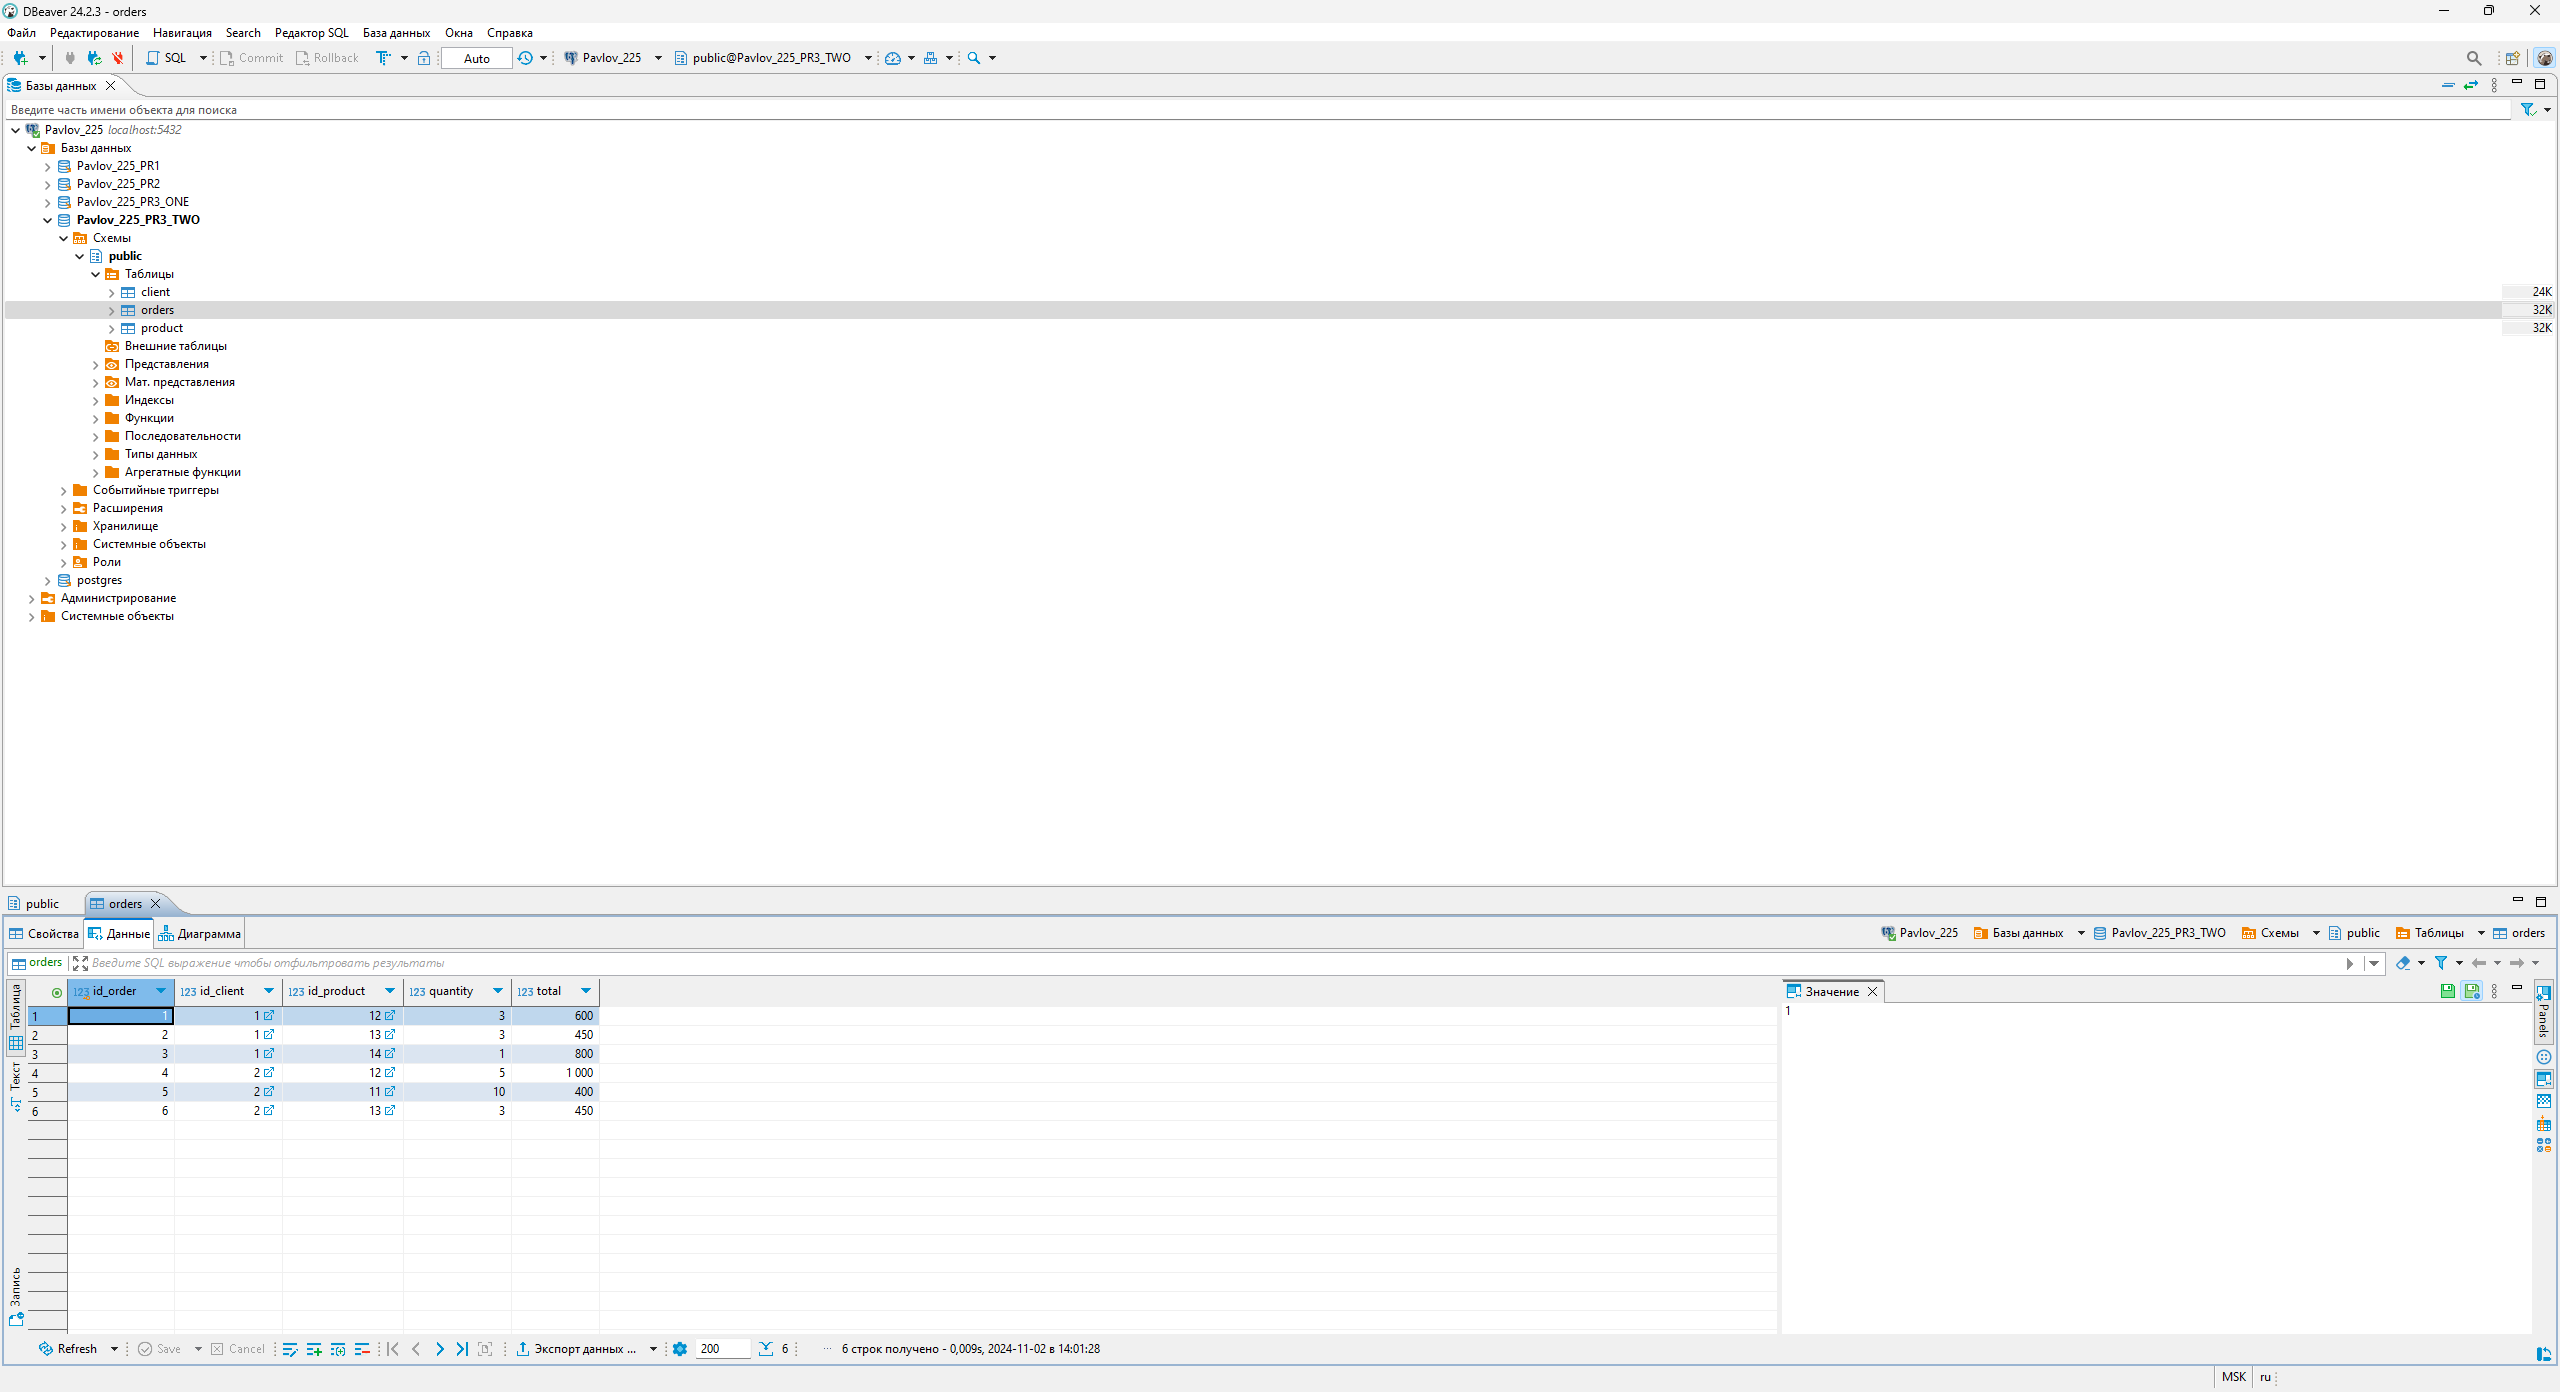 DBeaver 24.2.3 - orders
Файл Редактирование Навигация Search Редактор SQL База данных Окна Справка
SQL Commit Rollback Auto Pavlov_225 public@Pavlov_225_PR3_TWO
Базы данных
Введите часть имени объекта для поиска
Pavlov_225 localhost:5432
Базы данных
Pavlov_225_PR1
Pavlov_225_PR2
Pavlov_225_PR3_ONE
Pavlov_225_PR3_TWO
Схемы
public
Таблицы
client 24K
orders 32K
product 32K
Внешние таблицы
Представления
Мат. представления
Индексы
Функции
Последовательности
Типы данных
Агрегатные функции
Событийные триггеры
Расширения
Хранилище
Системные объекты
Роли
postgres
Администрирование
Системные объекты
public orders
Свойства Данные Диаграмма Pavlov_225 Базы данных Pavlov_225_PR3_TWO Схемы public Таблицы orders
orders Введите SQL выражение чтобы отфильтровать результаты
Таблица
Текст
Запись
123 id_order 123 id_client 123 id_product 123 quantity 123 total
1 1 1 12 3 600
2 2 1 13 3 450
3 3 1 14 1 800
4 4 2 12 5 1 000
5 5 2 11 10 400
6 6 2 13 3 450
Значение
1
Panels
Refresh Save Cancel Экспорт данных ... 200 6 ... 6 строк получено - 0,009s, 2024-11-02 в 14:01:28
MSK ru